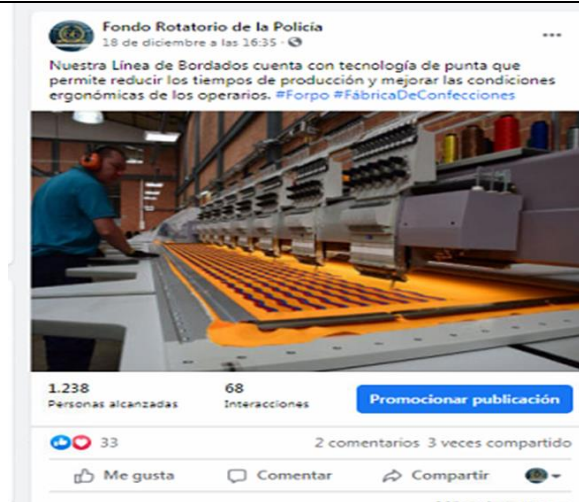 Fondo Rotatorio de la Policía
18 de diciembre a las 16:35 ·
Nuestra Línea de Bordados cuenta con tecnología de punta que
permite reducir los tiempos de producción y mejorar las condiciones
ergonómicas de los operarios. #Forpo #FábricaDeConfecciones
1.238
Personas alcanzadas
68
Interacciones
Promocionar publicación
33
2 comentarios 3 veces compartido
Me gusta
Comentar
Compartir